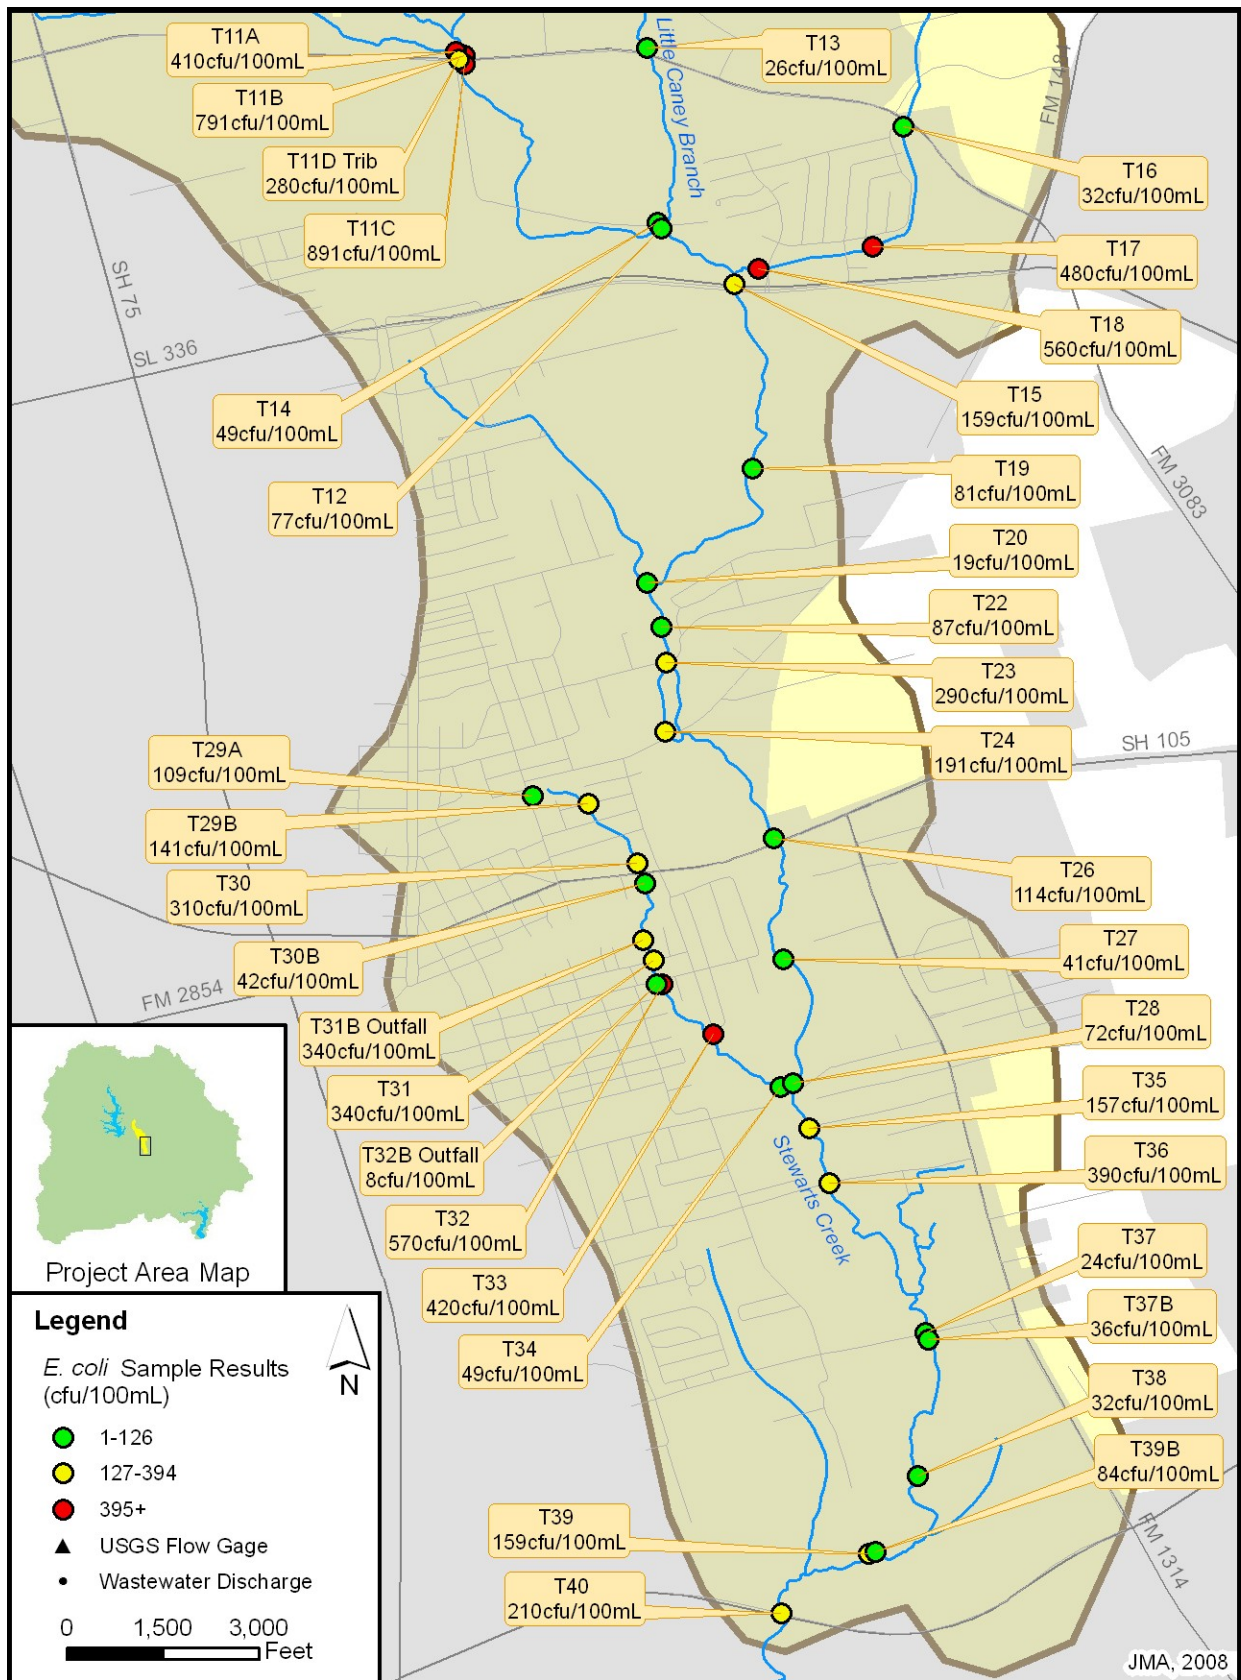 T11A
410cfu/100mL
T11B
791cfu/100mL
T11D Trib
280cfu/100mL
T11C
891cfu/100mL
Little Caney Branch
T13
26cfu/100mL
FM 1484
T16
32cfu/100mL
T17
480cfu/100mL
T18
560cfu/100mL
T15
159cfu/100mL
SH 75
SL 336
T14
49cfu/100mL
T12
77cfu/100mL
FM 3083
T19
81cfu/100mL
T20
19cfu/100mL
T22
87cfu/100mL
T23
290cfu/100mL
T24
191cfu/100mL
SH 105
T29A
109cfu/100mL
T29B
141cfu/100mL
T30
310cfu/100mL
T30B
42cfu/100mL
T26
114cfu/100mL
T27
41cfu/100mL
T28
72cfu/100mL
FM 2854
T31B Outfall
340cfu/100mL
T31
340cfu/100mL
T32B Outfall
8cfu/100mL
T32
570cfu/100mL
T33
420cfu/100mL
T34
49cfu/100mL
T35
157cfu/100mL
T36
390cfu/100mL
Stewarts Creek
T37
24cfu/100mL
T37B
36cfu/100mL
T38
32cfu/100mL
T39B
84cfu/100mL
T39
159cfu/100mL
T40
210cfu/100mL
FM 1314
Project Area Map
Legend
E. coli Sample Results
(cfu/100mL)
N
1-126
127-394
395+
USGS Flow Gage
Wastewater Discharge
0 1,500 3,000
Feet
JMA, 2008